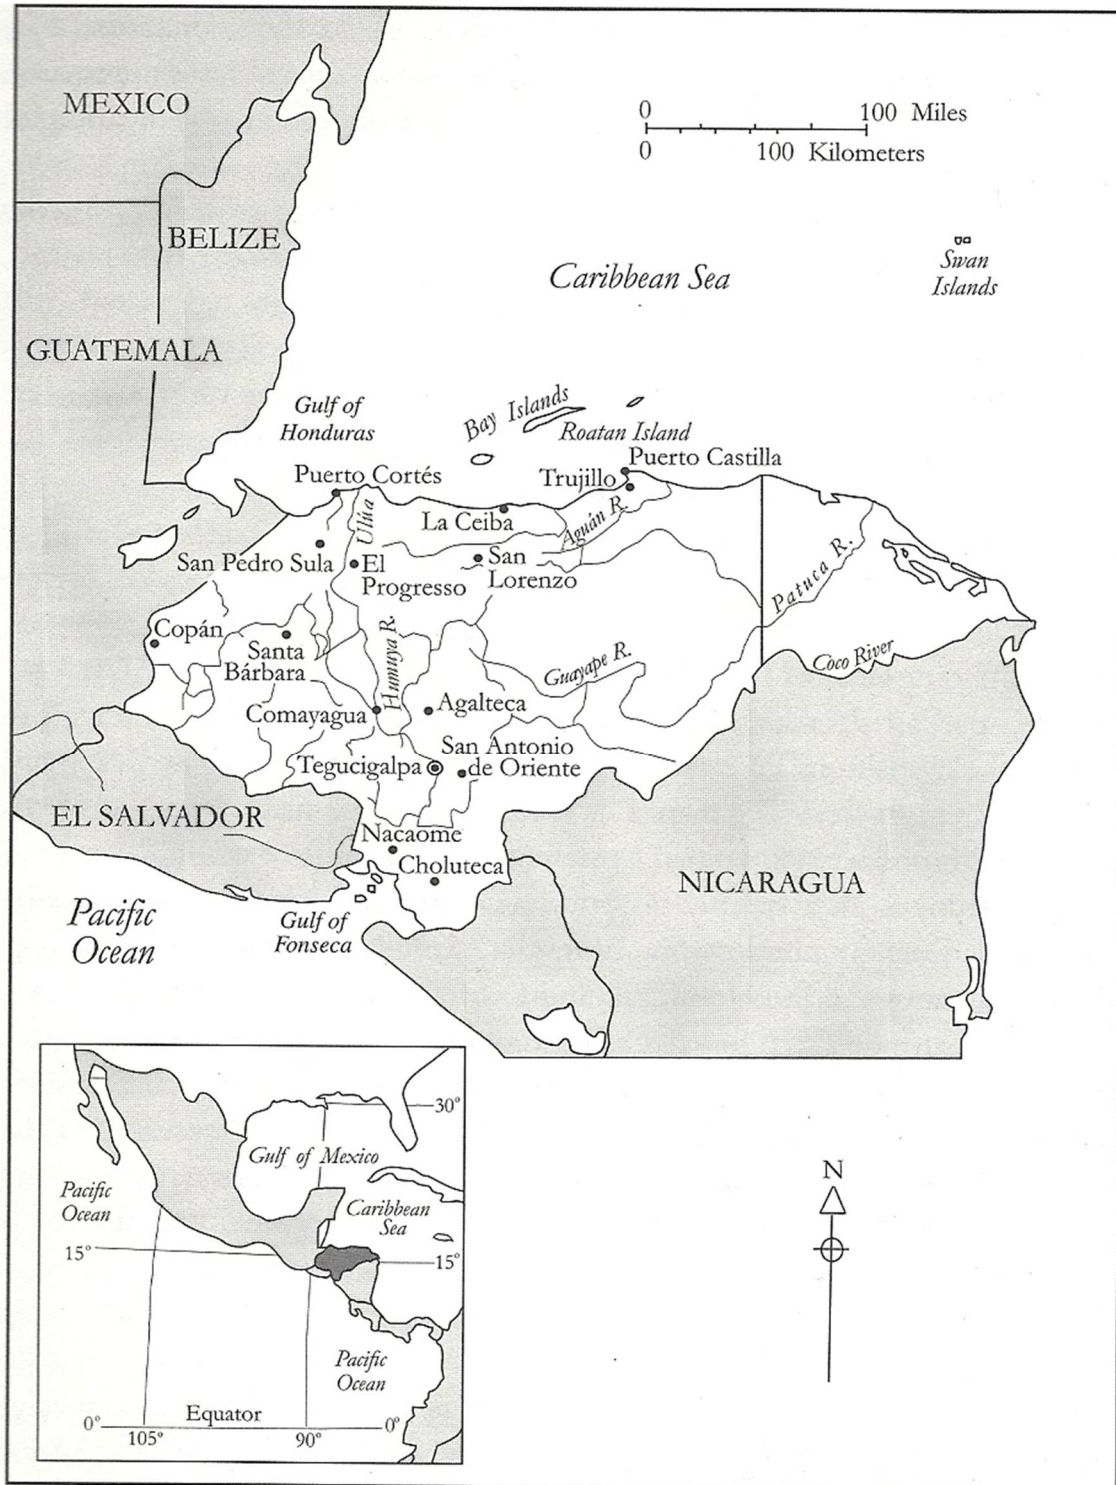 MEXICO
0 100 Miles
0 100 Kilometers
BELIZE
Caribbean Sea
Swan
Islands
GUATEMALA
Gulf of
Honduras
Bay Islands
Roatan Island
Puerto Castilla
Puerto Cortés
Trujillo
Ulúa
La Ceiba
Aguán R.
San Pedro Sula
El
Progresso
San
Lorenzo
Patuca R.
Copán
Santa
Bárbara
Humuya R.
Guayape R.
Coco River
Comayagua
Agalteca
San Antonio
de Oriente
Tegucigalpa
EL SALVADOR
Nacaome
Choluteca
NICARAGUA
Pacific
Ocean
Gulf of
Fonseca
30°
Gulf of Mexico
Pacific
Ocean
Caribbean
Sea
15°
15°
Pacific
Ocean
Equator
0°
0°
105°
90°
N